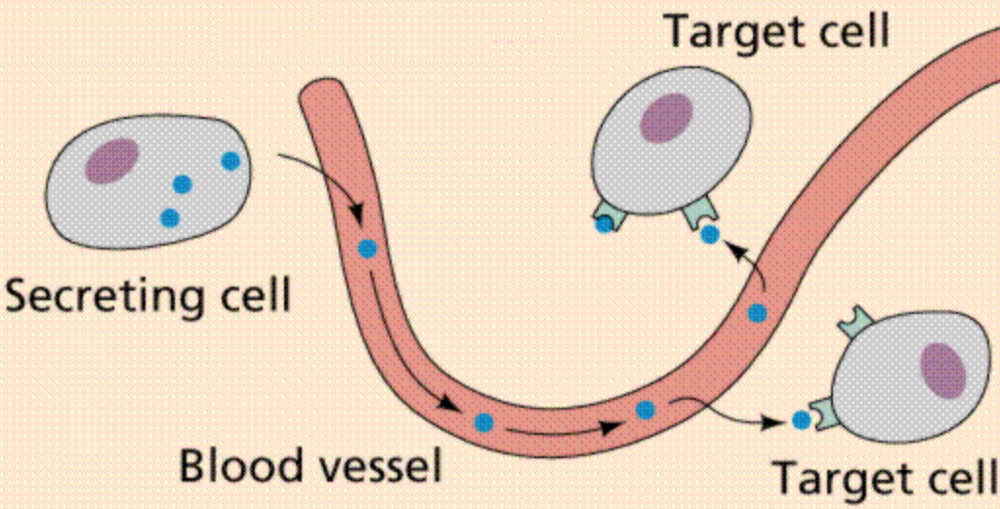 Target cell
Secreting cell
Blood vessel
Target cell